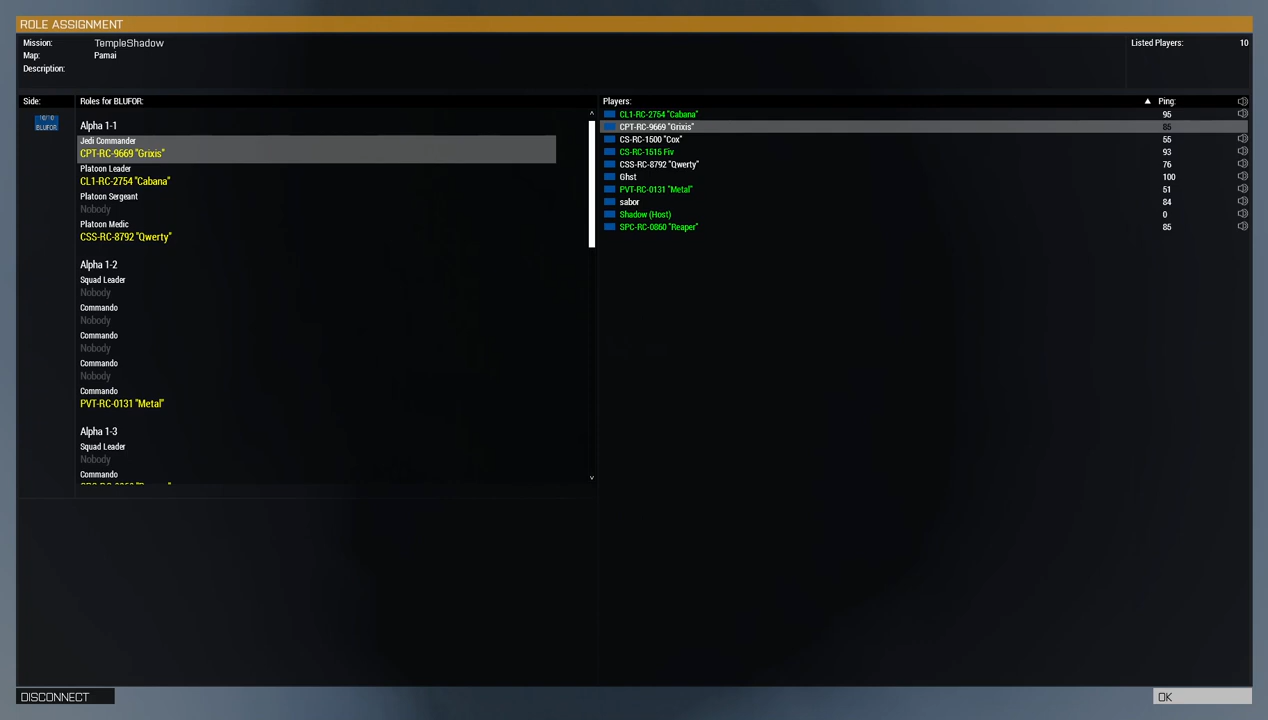 ROLE ASSIGNMENT
Mission: TempleShadow
Map: Pamai
Description:
Listed Players: 10
Side:
BLUFOR
Roles for BLUFOR:
Alpha 1-1
Jedi Commander
CPT-RC-9669 "Grixis"
Platoon Leader
CL1-RC-2754 "Cabana"
Platoon Sergeant
Nobody
Platoon Medic
CSS-RC-8792 "Qwerty"
Alpha 1-2
Squad Leader
Nobody
Commando
Nobody
Commando
Nobody
Commando
Nobody
Commando
PVT-RC-0131 "Metal"
Alpha 1-3
Squad Leader
Nobody
Commando
Players: Ping:
CL1-RC-2754 "Cabana" 95
CPT-RC-9669 "Grixis" 85
CS-RC-1500 "Cox" 55
CS-RC-1515 Fiv 93
CSS-RC-8792 "Qwerty" 76
Ghst 100
PVT-RC-0131 "Metal" 51
sabor 84
Shadow (Host) 0
SPC-RC-0860 "Reaper" 85
DISCONNECT
OK